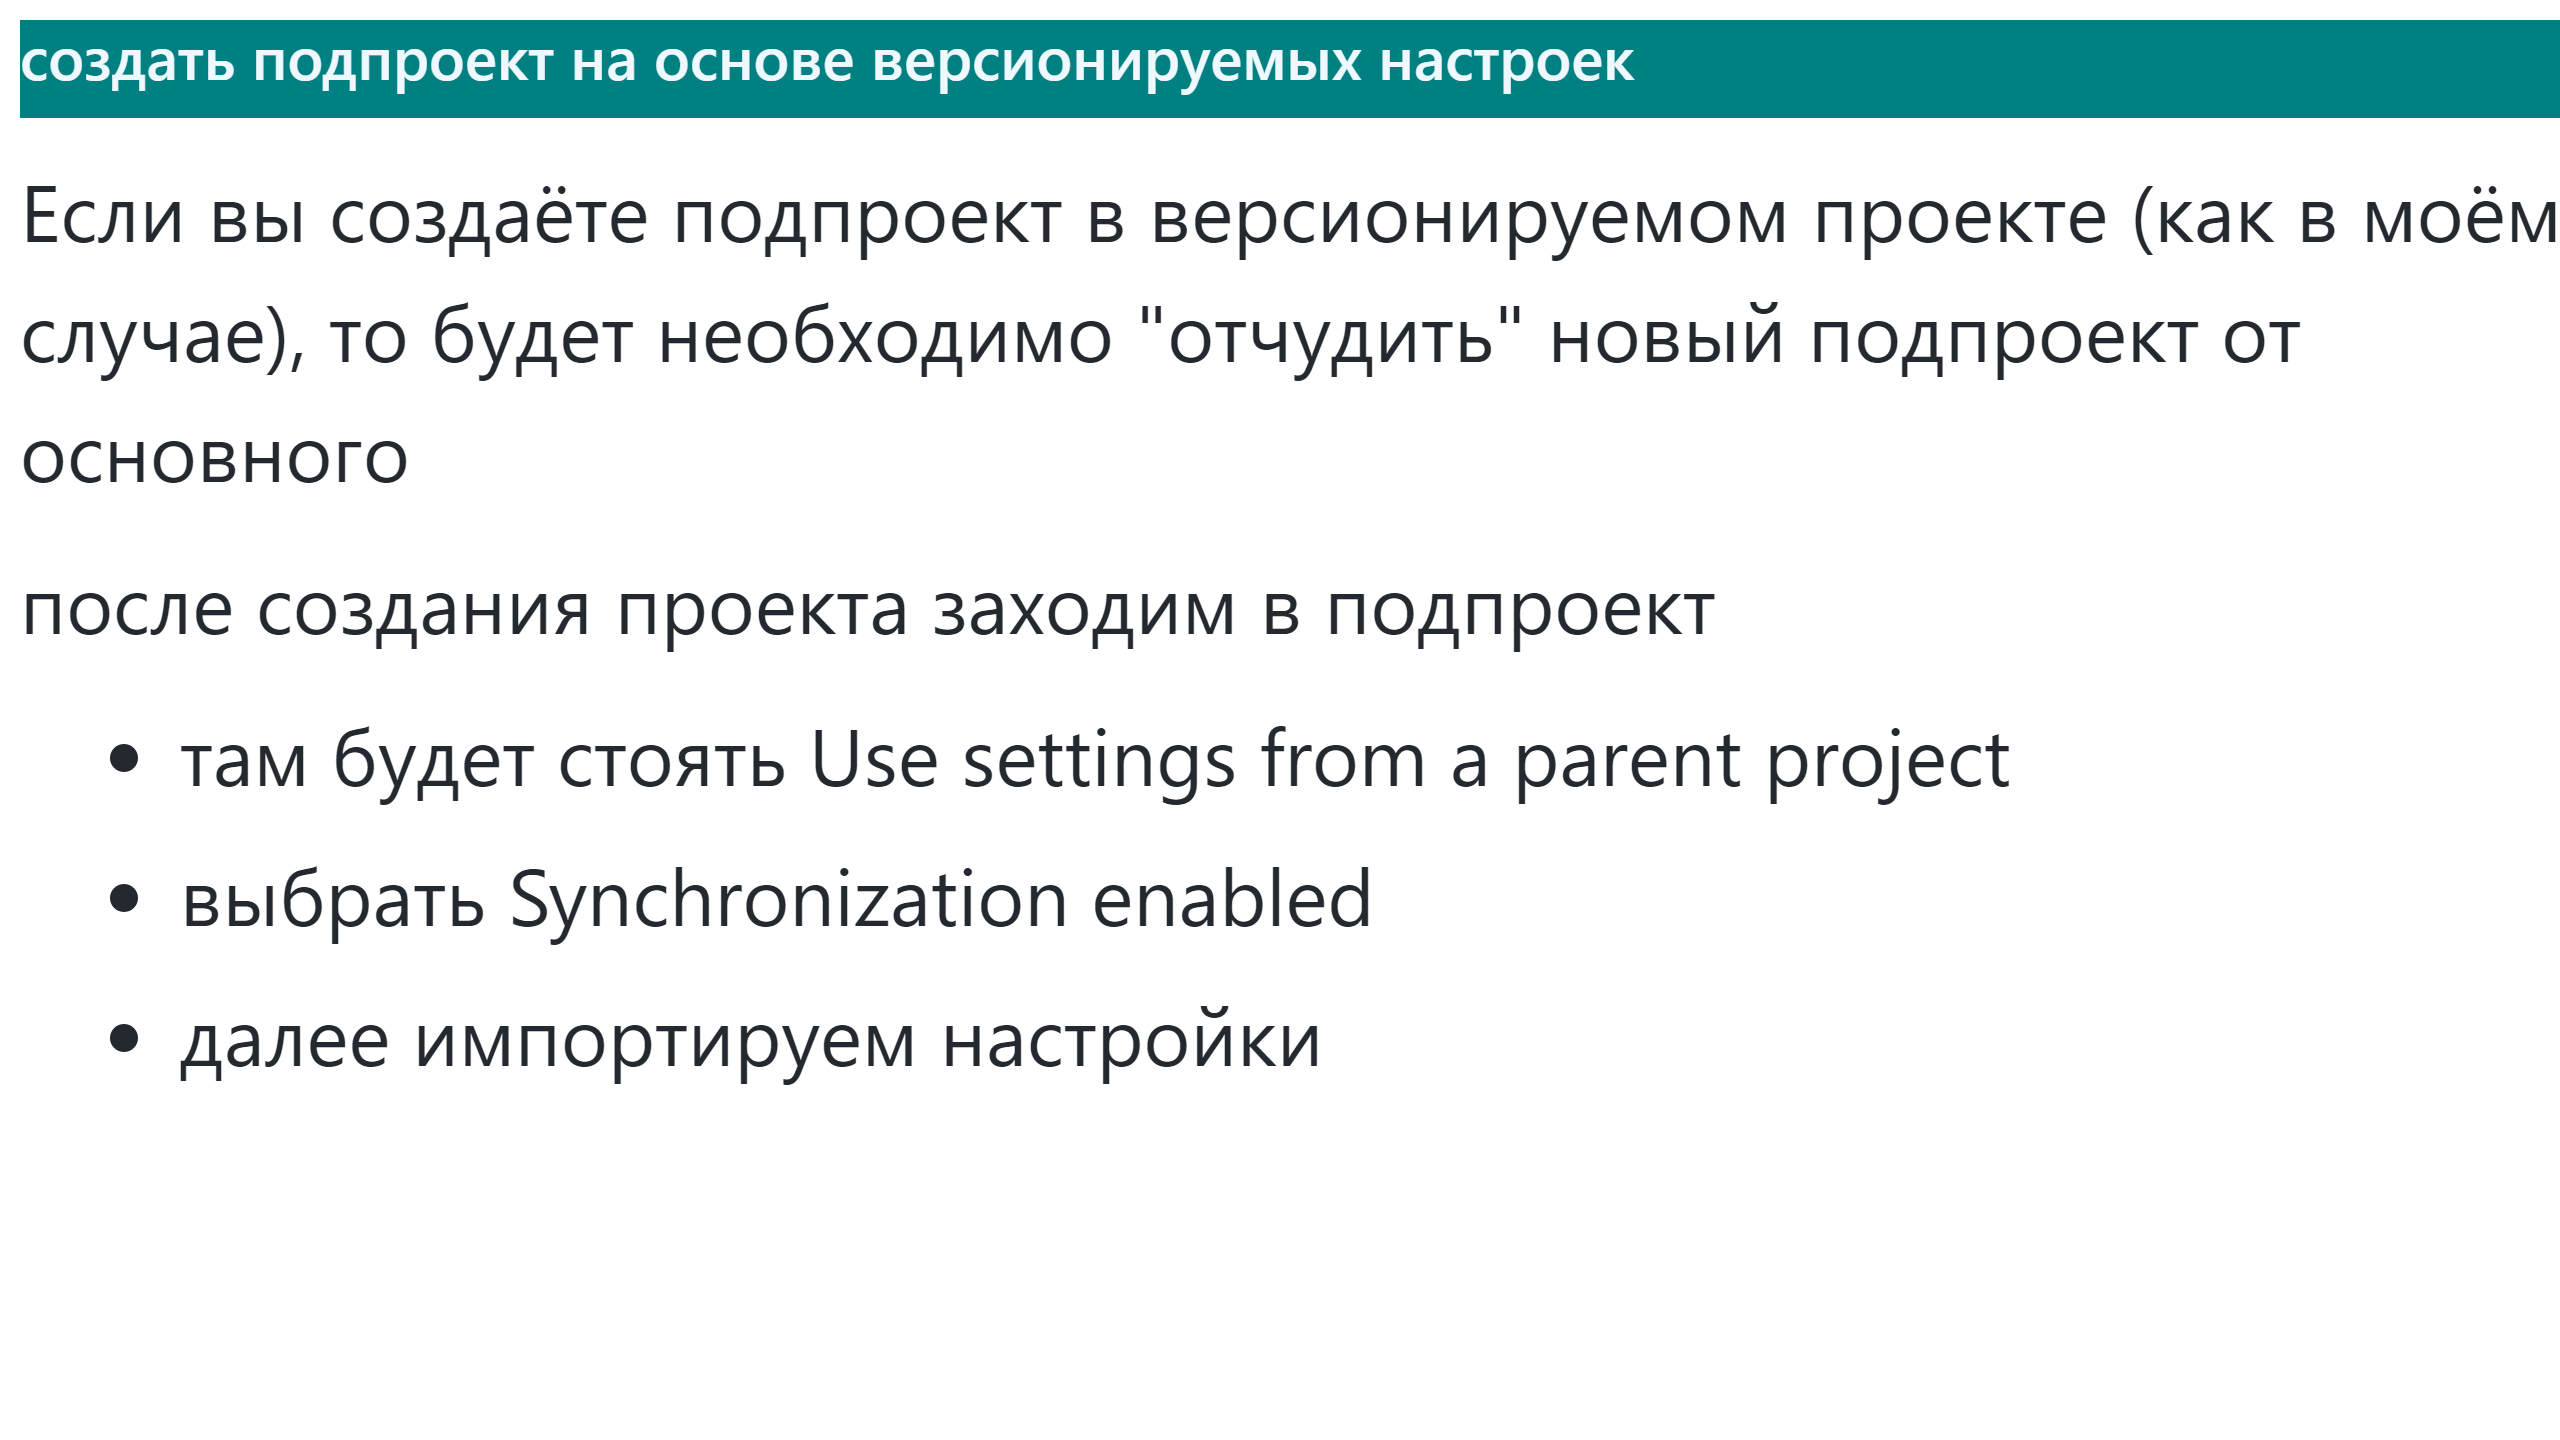 создать подпроект на основе версионируемых настроек
Если вы создаёте подпроект в версионируемом проекте (как в моём
случае), то будет необходимо "отчудить" новый подпроект от
основного
после создания проекта заходим в подпроект
• там будет стоять Use settings from a parent project
• выбрать Synchronization enabled
• далее импортируем настройки